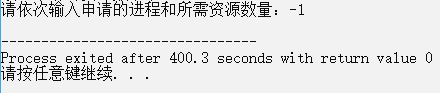 请依次输入申请的进程和所需资源数量: -1
--------------------------------
Process exited after 400.3 seconds with return value 0
请按任意键继续. . .